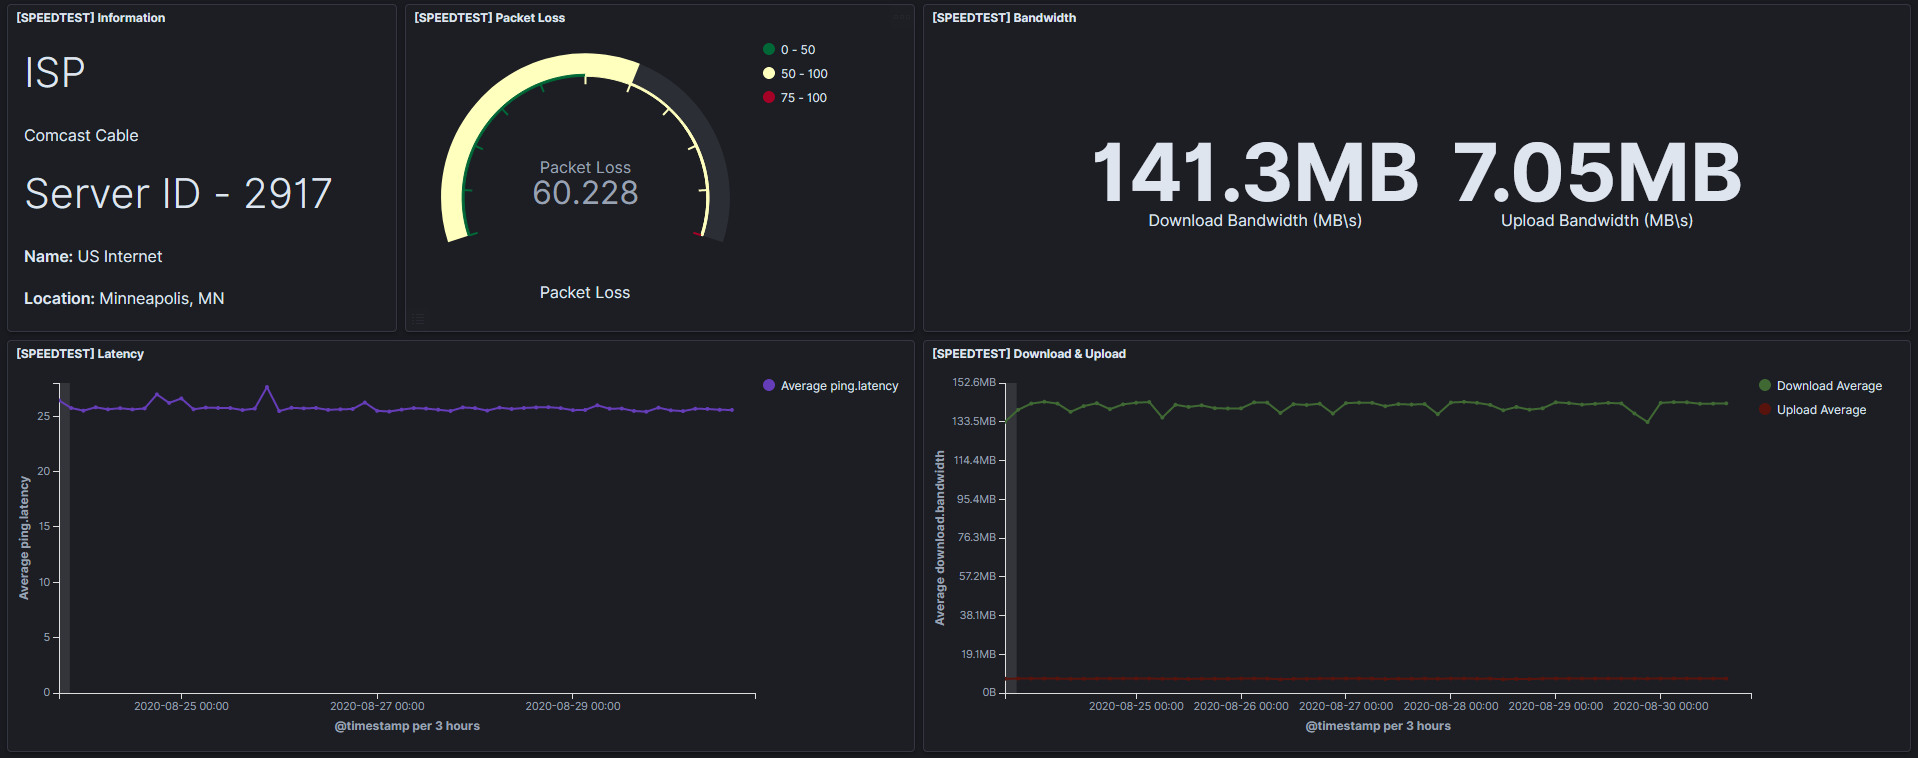 [SPEEDTEST] Information
ISP
Comcast Cable
Server ID - 2917
Name: US Internet
Location: Minneapolis, MN
[SPEEDTEST] Packet Loss
0 - 50
50 - 100
75 - 100
Packet Loss
60.228
Packet Loss
[SPEEDTEST] Bandwidth
141.3MB
Download Bandwidth (MB\s)
7.05MB
Upload Bandwidth (MB\s)
[SPEEDTEST] Latency
Average ping.latency
25
20
15
10
5
0
Average ping.latency
2020-08-25 00:00
2020-08-27 00:00
2020-08-29 00:00
@timestamp per 3 hours
[SPEEDTEST] Download & Upload
Download Average
Upload Average
152.6MB
133.5MB
114.4MB
95.4MB
76.3MB
57.2MB
38.1MB
19.1MB
0B
Average download.bandwidth
2020-08-25 00:00
2020-08-26 00:00
2020-08-27 00:00
2020-08-28 00:00
2020-08-29 00:00
2020-08-30 00:00
@timestamp per 3 hours